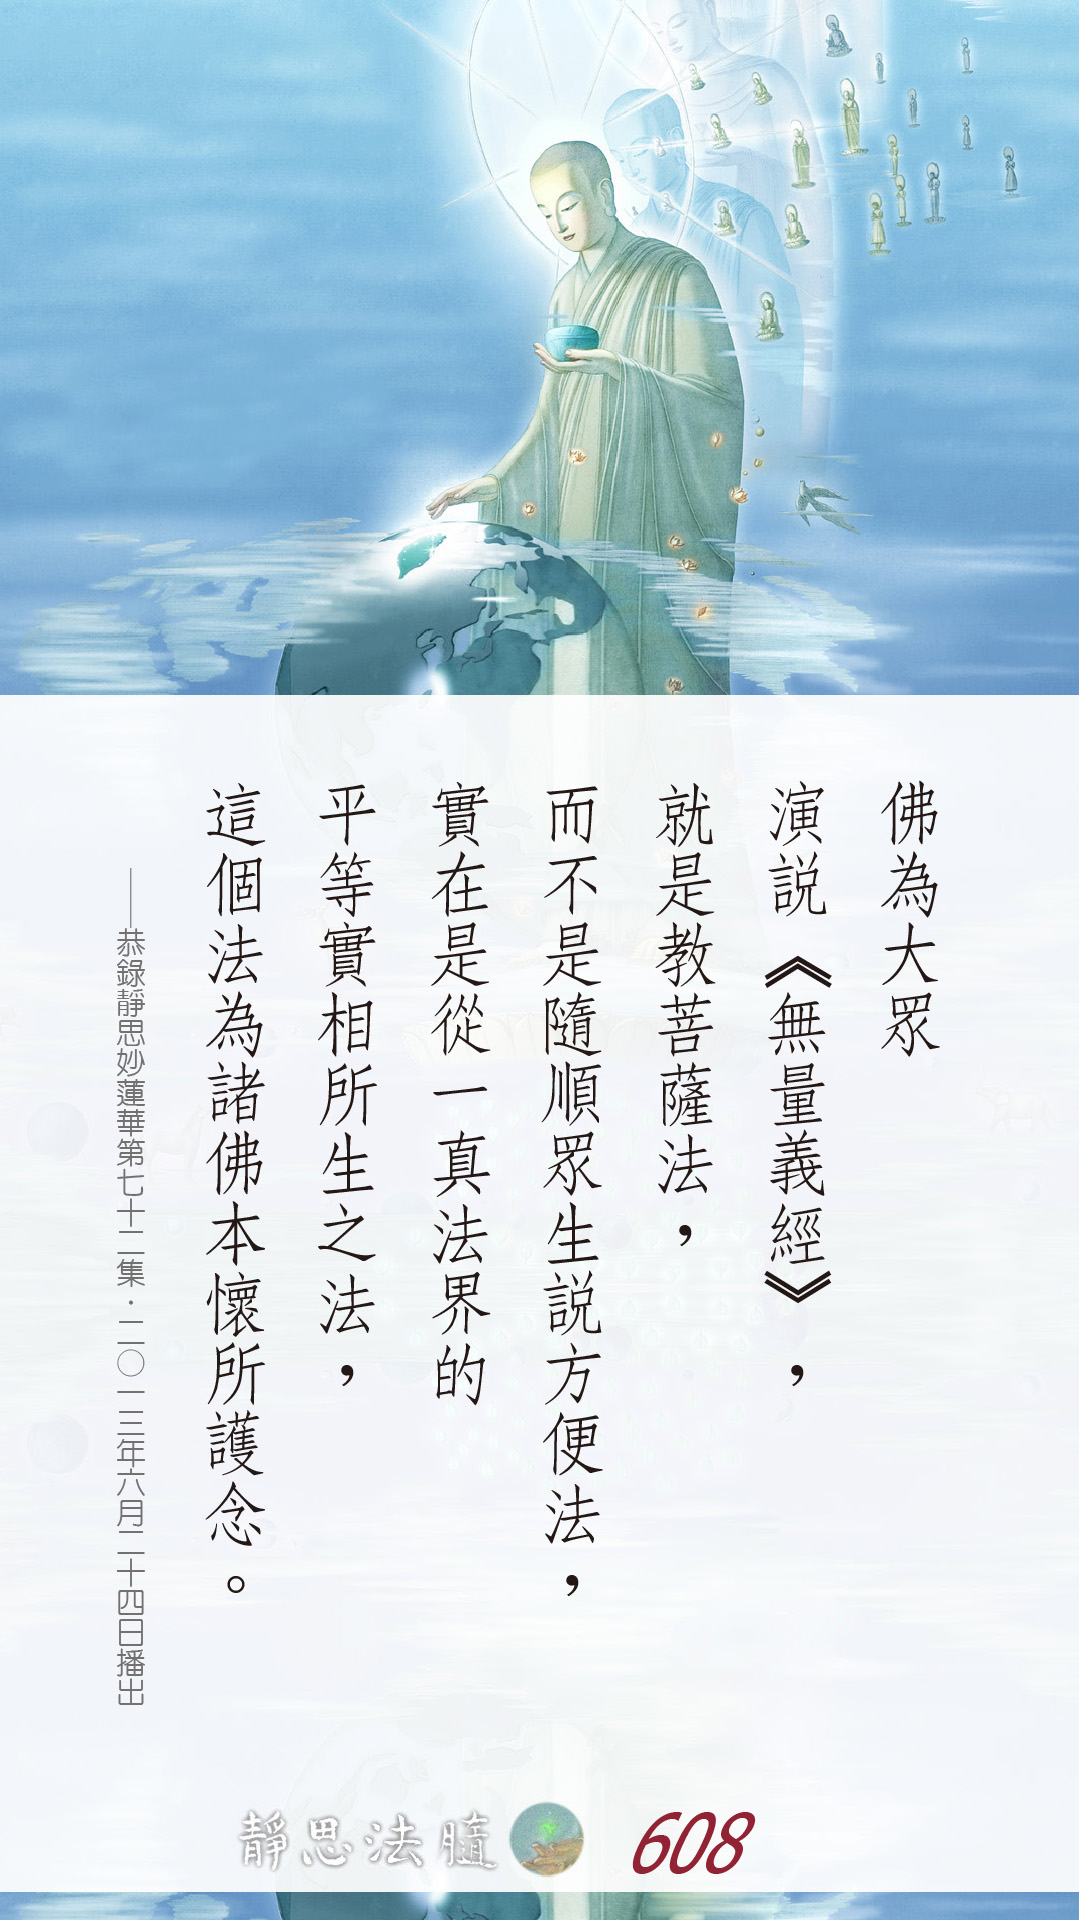 佛為大眾
演説《無量義經》，
就是教菩薩法，
而不是隨順眾生説方便法，
實在是從一真法界的
平等實相所生之法，
這個法為諸佛本懷所護念。
——恭錄靜思妙蓮華第七十二集·二〇一三年六月二十四日播出
靜思法髓
608